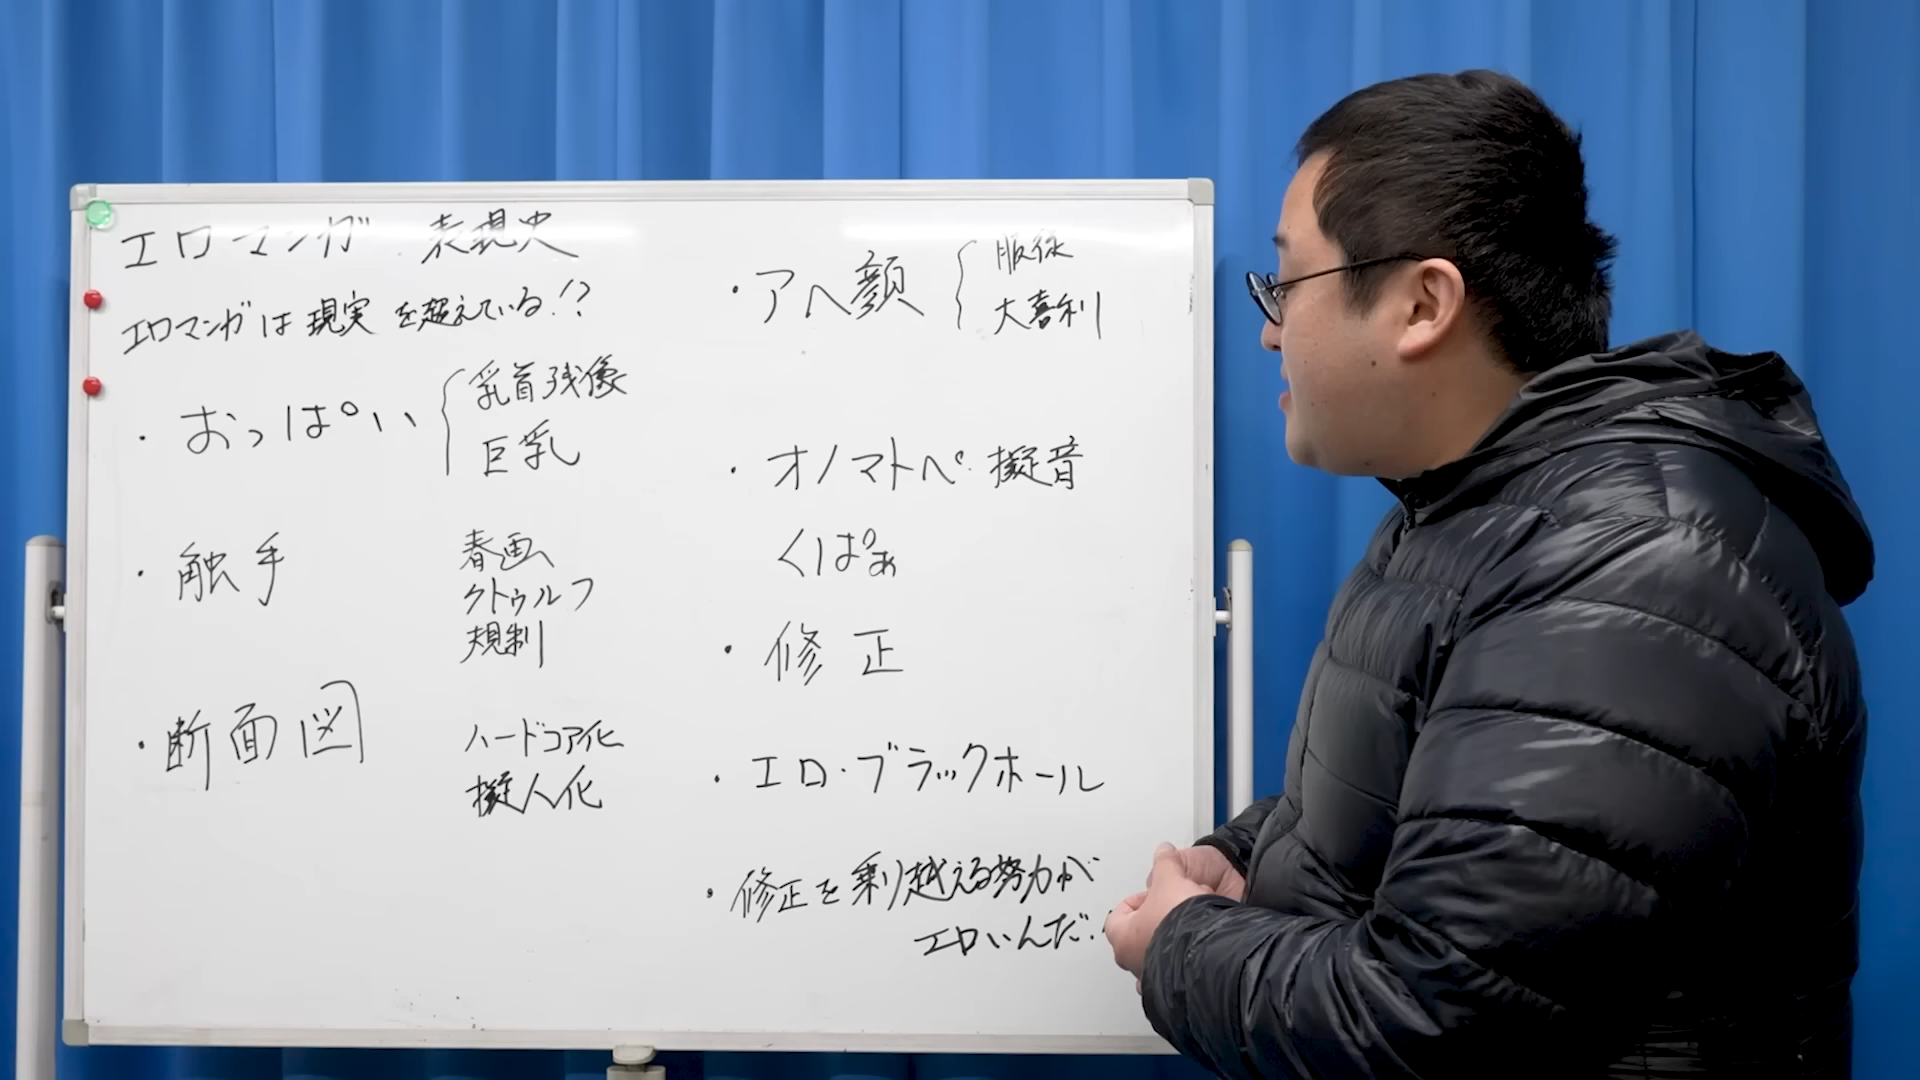 エロマンガ 表現史
エロマンガは現実を超えている!?
・おっぱい
乳首残像
巨乳
・触手
春画
クトゥルフ
規制
・断面図
ハードコア化
擬人化
・アヘ顔
服従
大喜利
・オノマトペ 擬音
くぱぁ
・修正
・エロ・ブラックホール
・修正を乗り越える努力が
エロいんだ!